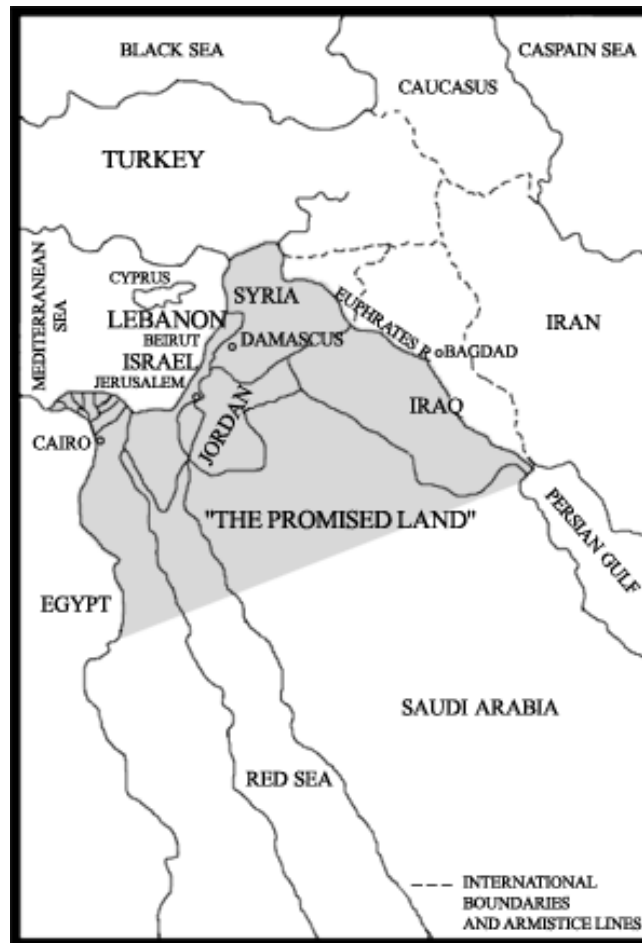 BLACK SEA
CASPAIN SEA
CAUCASUS
TURKEY
MEDITERRANEAN
SEA
CYPRUS
SYRIA
LEBANON
BEIRUT
DAMASCUS
ISRAEL
JERUSALEM
EUPHRATES R
BAGDAD
IRAN
IRAQ
JORDAN
CAIRO
"THE PROMISED LAND"
PERSIAN GULF
EGYPT
SAUDI ARABIA
RED SEA
INTERNATIONAL
BOUNDARIES
AND ARMISTICE LINES